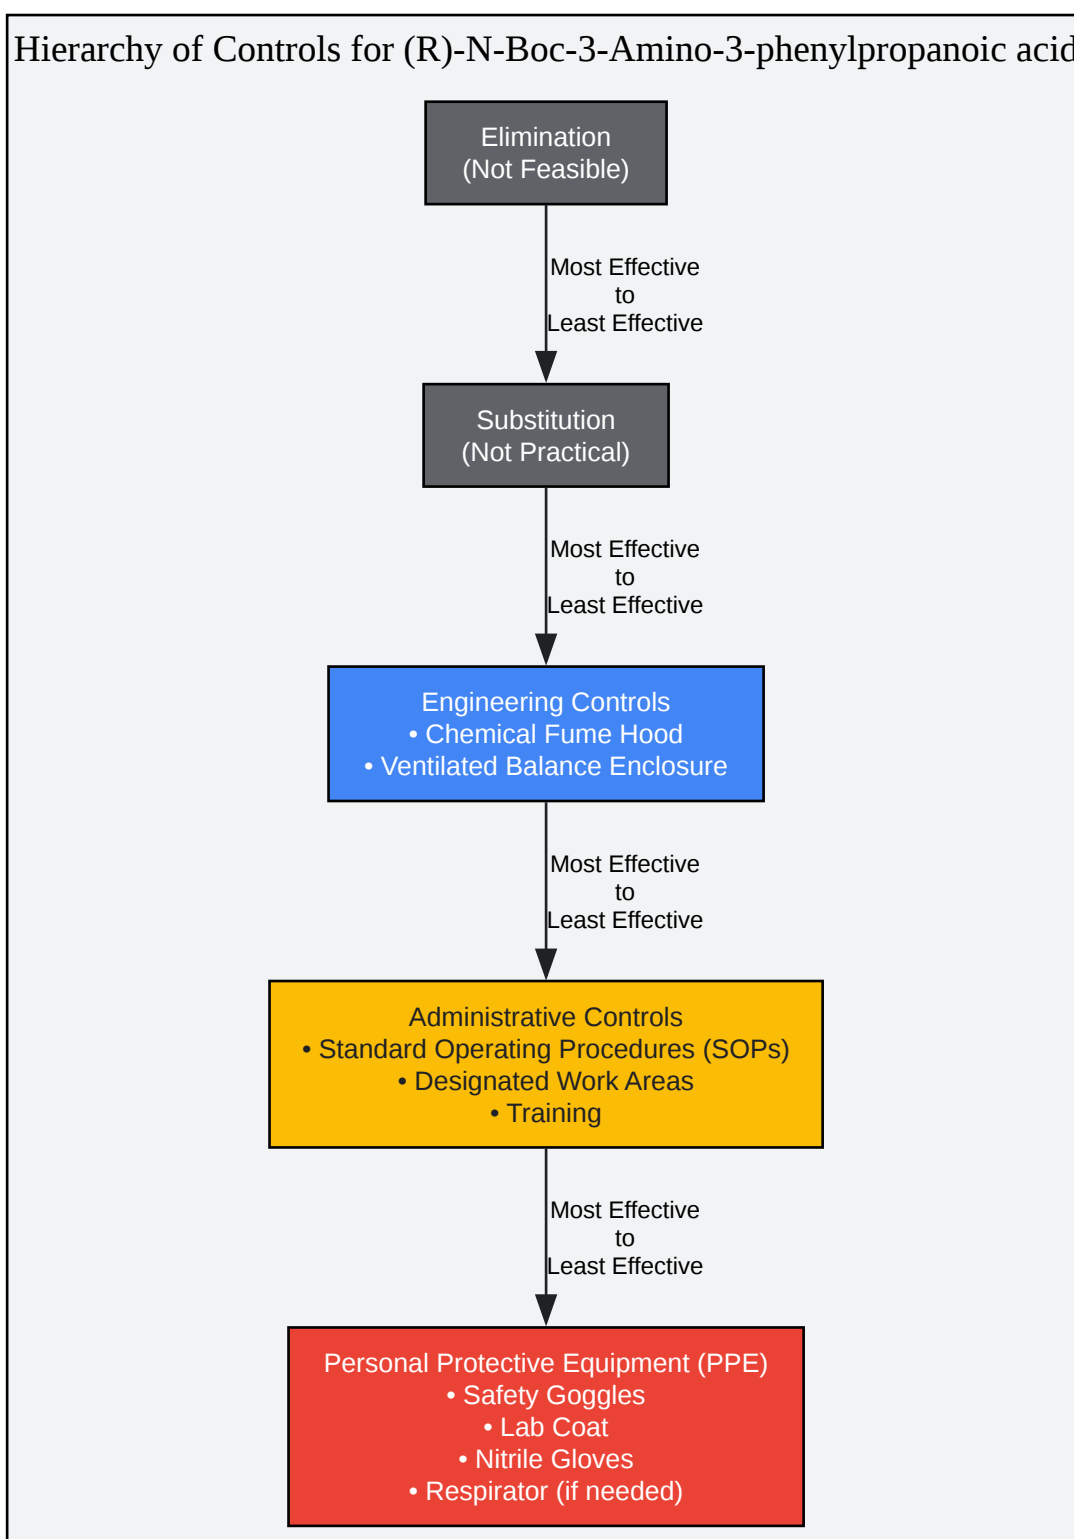 Hierarchy of Controls for (R)-N-Boc-3-Amino-3-phenylpropanoic acid
Elimination
(Not Feasible)
Most Effective
to
Least Effective
Substitution
(Not Practical)
Most Effective
to
Least Effective
Engineering Controls
• Chemical Fume Hood
• Ventilated Balance Enclosure
Most Effective
to
Least Effective
Administrative Controls
• Standard Operating Procedures (SOPs)
• Designated Work Areas
• Training
Most Effective
to
Least Effective
Personal Protective Equipment (PPE)
• Safety Goggles
• Lab Coat
• Nitrile Gloves
• Respirator (if needed)